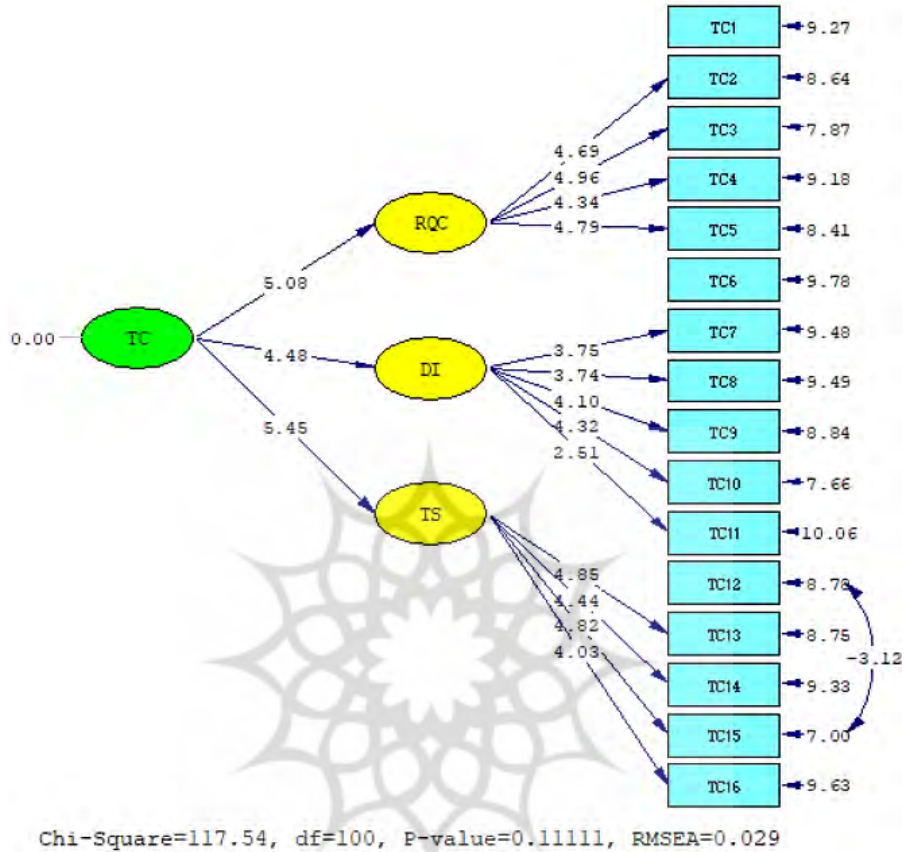 TC1 9.27
TC2 8.64
TC3 7.87
4.69
4.96
TC4 9.18
4.34
RQC
4.79
TC5 8.41
5.08
TC6 9.78
0.00 TC
TC7 9.48
4.48
3.75
DI
3.74
TC8 9.49
4.10
5.45
TC9 8.84
4.32
2.51
TC10 7.66
TS
TC11 10.06
4.85
TC12 8.78
4.44
4.82
TC13 8.75
4.03
-3.12
TC14 9.33
TC15 7.00
TC16 9.63
Chi-Square=117.54, df=100, P-value=0.11111, RMSEA=0.029